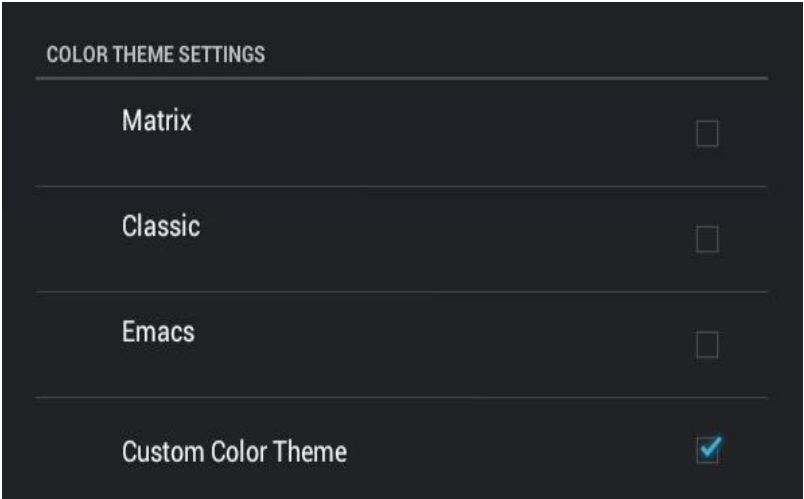 COLOR THEME SETTINGS
Matrix
Classic
Emacs
Custom Color Theme